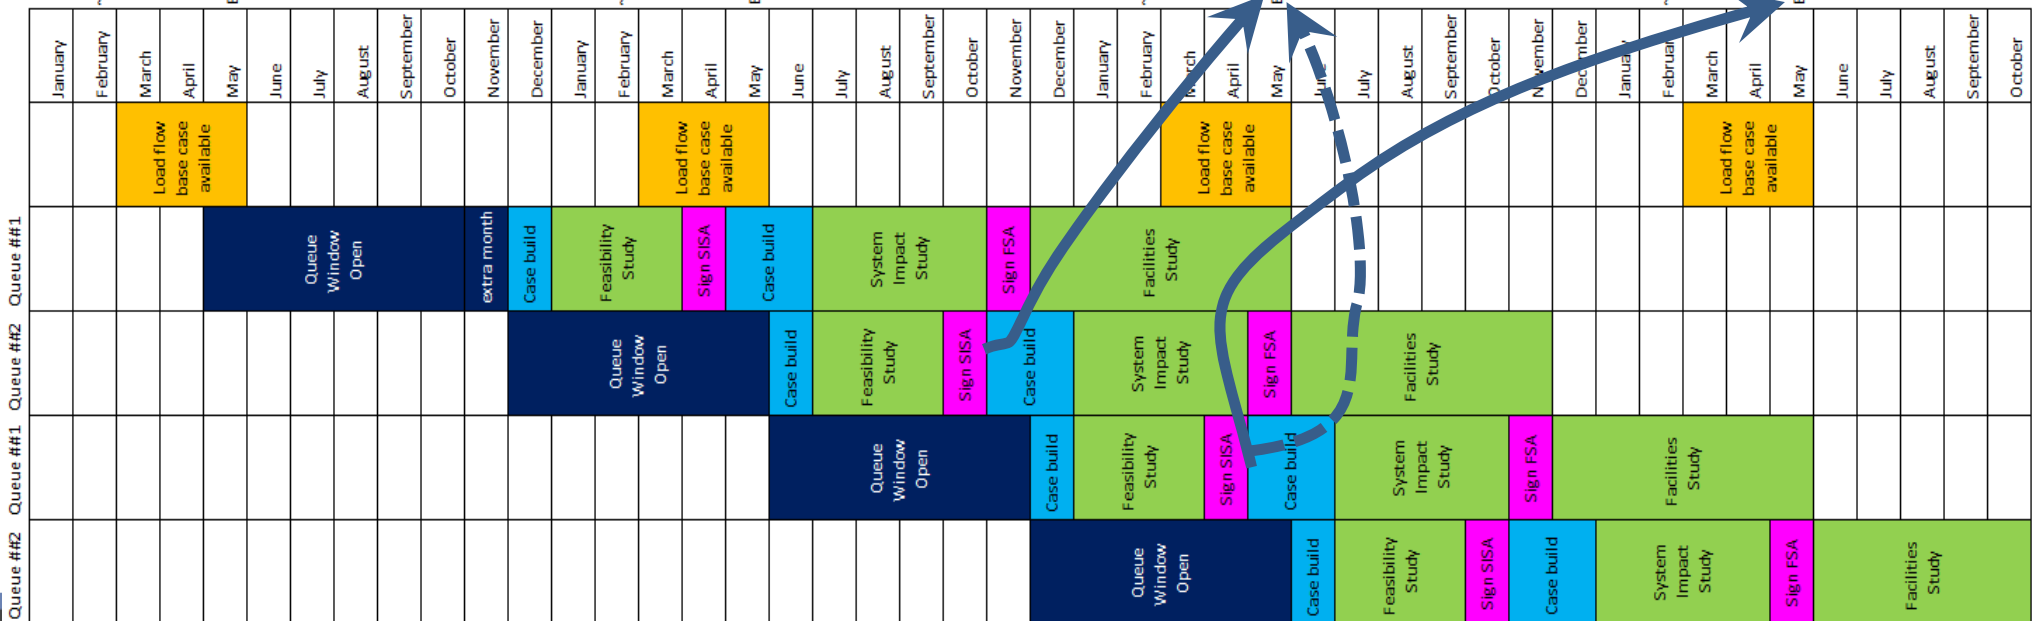 January
February
March
April
May
June
July
August
September
October
November
December
January
February
March
April
May
June
July
August
September
October
November
December
January
February
March
April
May
June
July
August
September
October
November
December
January
February
March
April
May
June
July
August
September
October
Load flow
base case
available
Load flow
base case
available
Load flow
base case
available
Load flow
base case
available
Queue ##1
Queue
Window
Open
extra month
Case build
Feasibility
Study
Sign SISA
Case build
System
Impact
Study
Sign FSA
Facilities
Study
Queue ##2
Queue
Window
Open
Case build
Feasibility
Study
Sign SISA
Case build
System
Impact
Study
Sign FSA
Facilities
Study
Queue ##1
Queue
Window
Open
Case build
Feasibility
Study
Sign SISA
Case build
System
Impact
Study
Sign FSA
Facilities
Study
Queue ##2
Queue
Window
Open
Case build
Feasibility
Study
Sign SISA
Case build
System
Impact
Study
Sign FSA
Facilities
Study